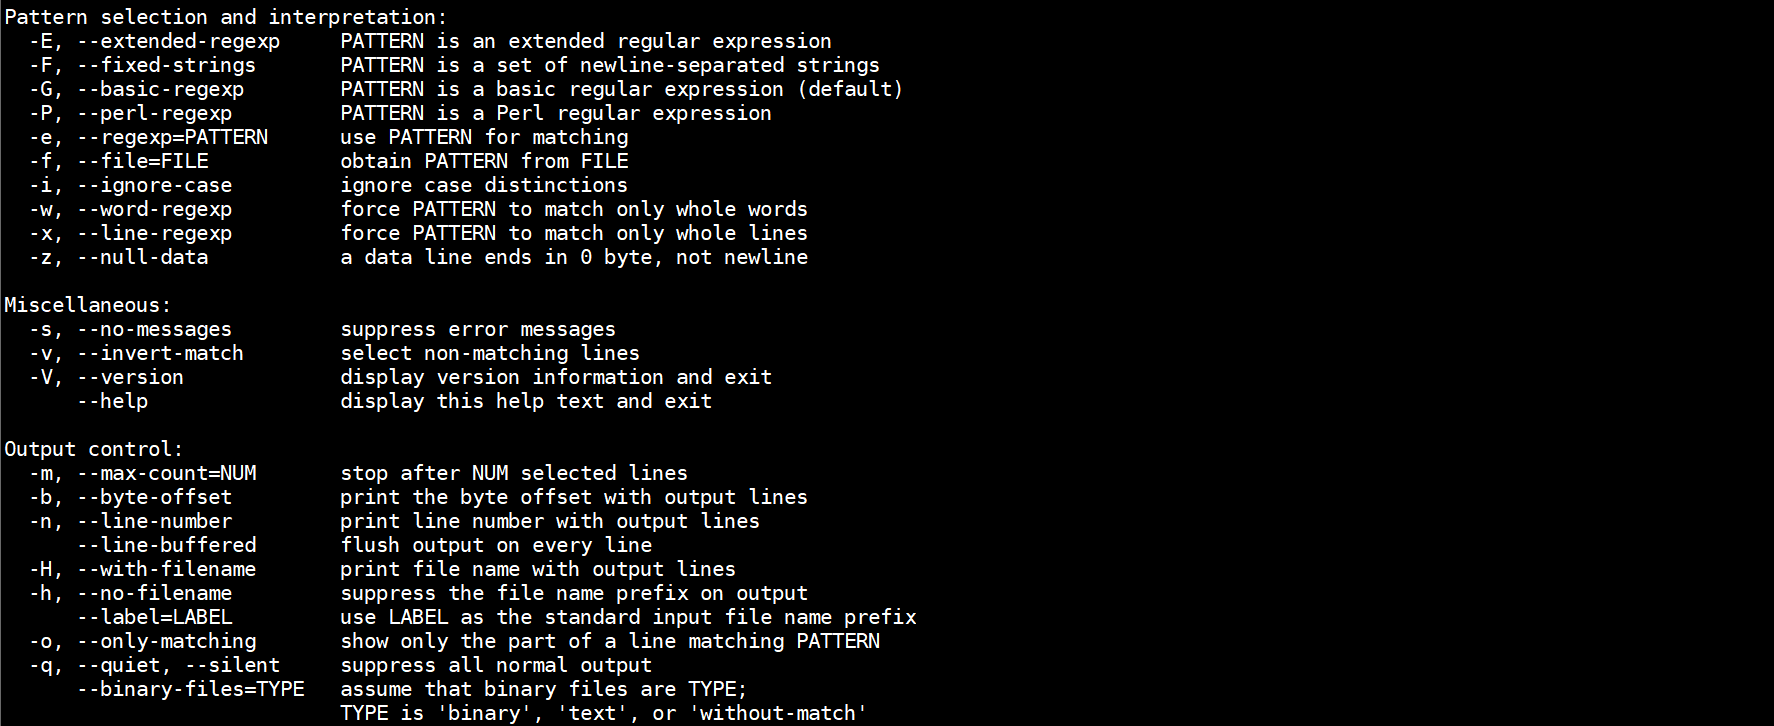 Pattern selection and interpretation:
  -E, --extended-regexp     PATTERN is an extended regular expression
  -F, --fixed-strings       PATTERN is a set of newline-separated strings
  -G, --basic-regexp        PATTERN is a basic regular expression (default)
  -P, --perl-regexp         PATTERN is a Perl regular expression
  -e, --regexp=PATTERN      use PATTERN for matching
  -f, --file=FILE           obtain PATTERN from FILE
  -i, --ignore-case         ignore case distinctions
  -w, --word-regexp         force PATTERN to match only whole words
  -x, --line-regexp         force PATTERN to match only whole lines
  -z, --null-data           a data line ends in 0 byte, not newline

Miscellaneous:
  -s, --no-messages         suppress error messages
  -v, --invert-match        select non-matching lines
  -V, --version             display version information and exit
      --help                display this help text and exit

Output control:
  -m, --max-count=NUM       stop after NUM selected lines
  -b, --byte-offset         print the byte offset with output lines
  -n, --line-number         print line number with output lines
      --line-buffered       flush output on every line
  -H, --with-filename       print file name with output lines
  -h, --no-filename         suppress the file name prefix on output
      --label=LABEL         use LABEL as the standard input file name prefix
  -o, --only-matching       show only the part of a line matching PATTERN
  -q, --quiet, --silent     suppress all normal output
      --binary-files=TYPE   assume that binary files are TYPE;
                            TYPE is 'binary', 'text', or 'without-match'